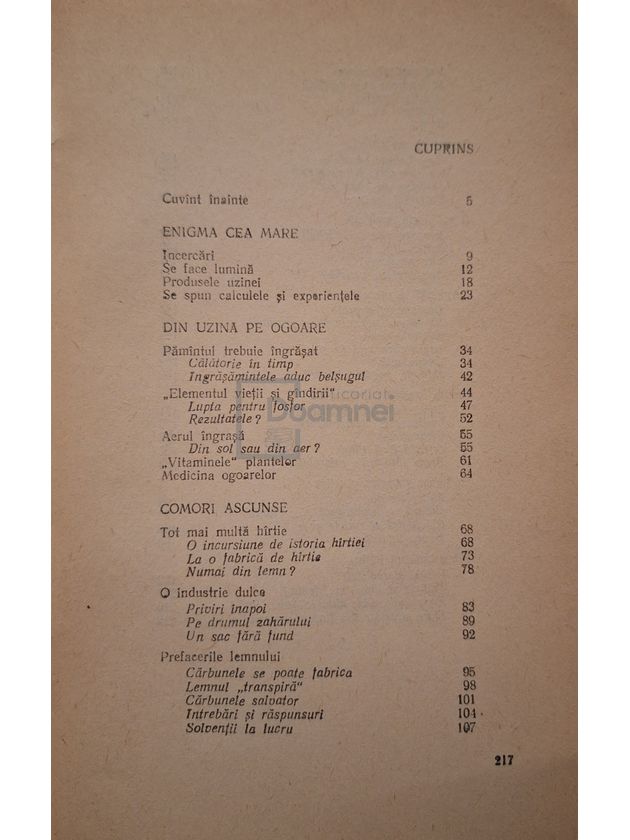 CUPRINS
Cuvînt înainte 5
ENIGMA CEA MARE
Încercări 9
Se face lumină 12
Produsele uzinei 18
Se spun calculele și experiențele 23
DIN UZINA PE OGOARE
Pămîntul trebuie îngrășat 34
Călătorie în timp 34
Îngrășămintele aduc belșugul 42
„Elementul vieții și gîndirii" 44
Lupta pentru fosfor 47
Rezultatele? 52
Aerul îngrașă 55
Din sol sau din aer? 55
„Vitaminele" plantelor 61
Medicina ogoarelor 64
COMORI ASCUNSE
Tot mai multă hîrtie 68
O incursiune de istoria hîrtiei 68
La o fabrică de hîrtie 73
Numai din lemn? 78
O industrie dulce
Priviri înapoi 83
Pe drumul zahărului 89
Un sac fără fund 92
Prefacerile lemnului
Cărbunele se poate fabrica 95
Lemnul „transpiră" 98
Cărbunele salvator 101
Intrebări și răspunsuri 104
Solvenții la lucru 107
217
Doamnei